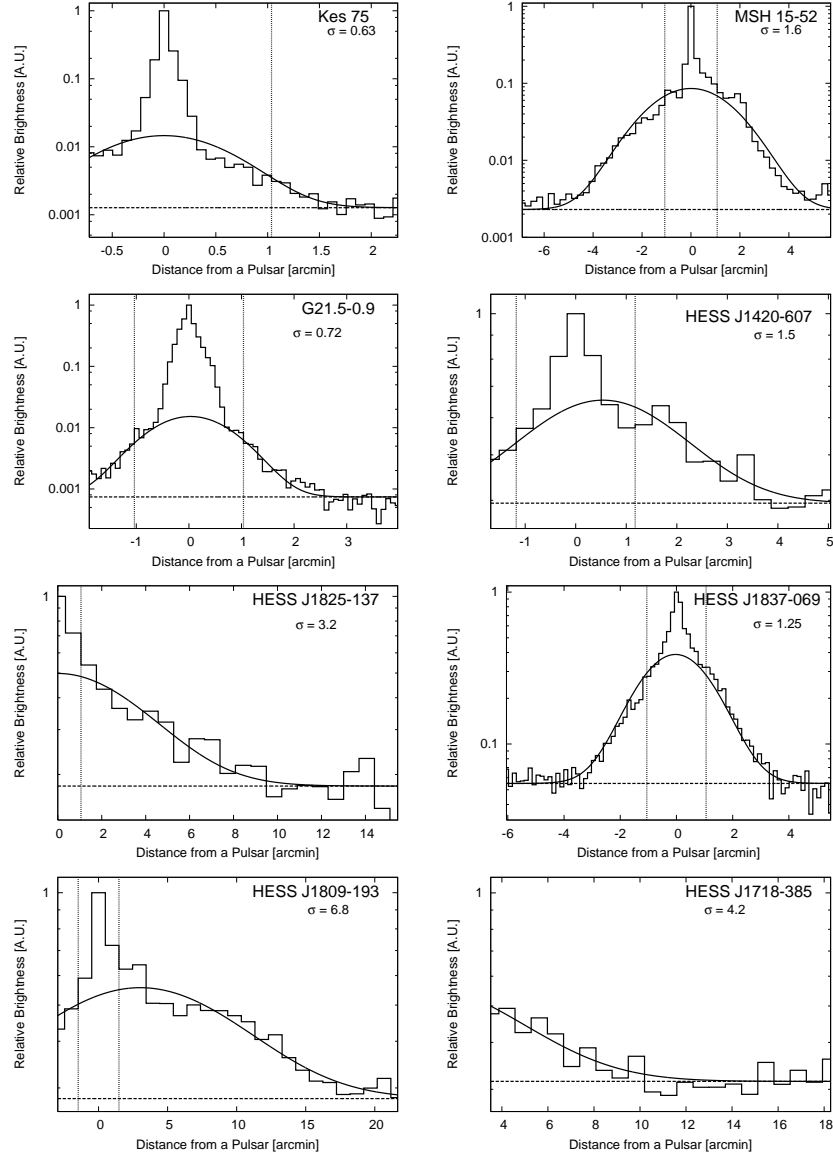 Kes 75
σ = 0.63
Relative Brightness [A.U.]
1
0.1
0.01
0.001
-0.5 0 0.5 1 1.5 2
Distance from a Pulsar [arcmin]
MSH 15-52
σ = 1.6
Relative Brightness [A.U.]
1
0.1
0.01
0.001
-6 -4 -2 0 2 4
Distance from a Pulsar [arcmin]
G21.5-0.9
σ = 0.72
Relative Brightness [A.U.]
1
0.1
0.01
0.001
-1 0 1 2 3
Distance from a Pulsar [arcmin]
HESS J1420-607
σ = 1.5
Relative Brightness [A.U.]
1
-1 0 1 2 3 4 5
Distance from a Pulsar [arcmin]
HESS J1825-137
σ = 3.2
Relative Brightness [A.U.]
1
0 2 4 6 8 10 12 14
Distance from a Pulsar [arcmin]
HESS J1837-069
σ = 1.25
Relative Brightness [A.U.]
1
0.1
-6 -4 -2 0 2 4
Distance from a Pulsar [arcmin]
HESS J1809-193
σ = 6.8
Relative Brightness [A.U.]
1
0 5 10 15 20
Distance from a Pulsar [arcmin]
HESS J1718-385
σ = 4.2
Relative Brightness [A.U.]
1
4 6 8 10 12 14 16 18
Distance from a Pulsar [arcmin]